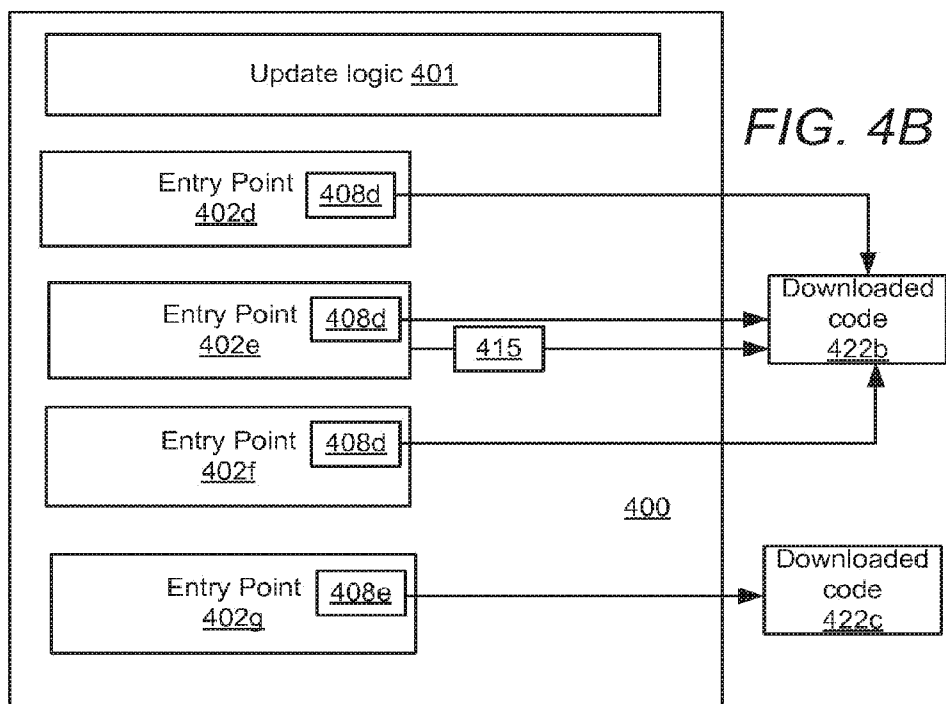 Update logic 401
FIG. 4B
Entry Point
402d
408d
Entry Point
402e
408d
415
Downloaded
code
422b
Entry Point
402f
408d
400
Entry Point
402g
408e
Downloaded
code
422c